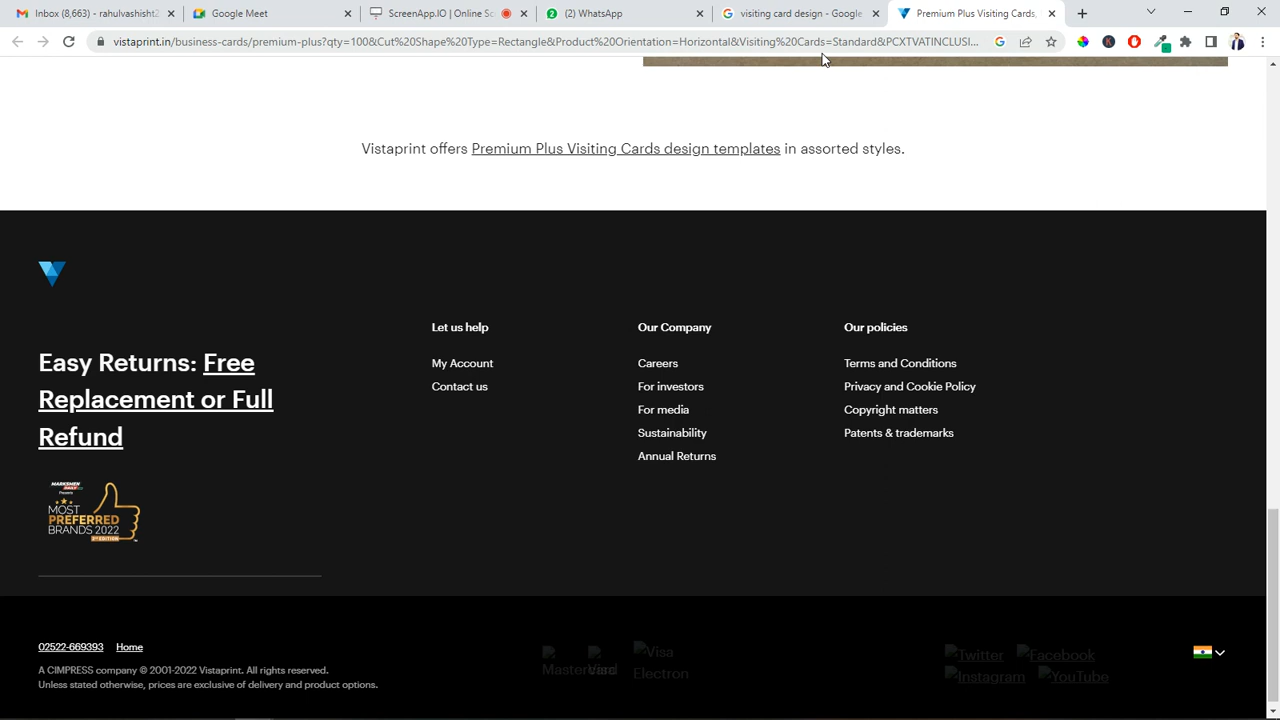 Inbox (8,663) - rahulvashisht2
Google Meet
ScreenApp.IO | Online Sc
(2) WhatsApp
visiting card design - Google
Premium Plus Visiting Cards,
vistaprint.in/business-cards/premium-plus?qty=100&Cut%20Shape%20Type=Rectangle&Product%20Orientation=Horizontal&Visiting%20Cards=Standard&PCXTVATINCLUSI...
Vistaprint offers Premium Plus Visiting Cards design templates in assorted styles.
Easy Returns: Free
Replacement or Full
Refund
MOST
PREFERRED
BRANDS 2022
Let us help
My Account
Contact us
Our Company
Careers
For investors
For media
Sustainability
Annual Returns
Our policies
Terms and Conditions
Privacy and Cookie Policy
Copyright matters
Patents & trademarks
02522-669393 Home
A CIMPRESS company © 2001-2022 Vistaprint. All rights reserved.
Unless stated otherwise, prices are exclusive of delivery and product options.
Visa
Electron
Twitter Facebook
Instagram YouTube